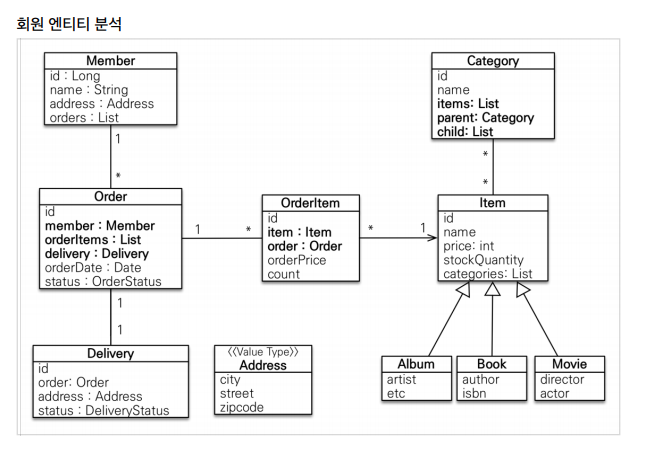 회원 엔티티 분석
Member
id : Long
name : String
address : Address
orders : List
Category
id
name
items: List
parent: Category
child: List
1
*
*
*
Order
id
member : Member
orderItems : List
delivery : Delivery
orderDate : Date
status : OrderStatus
1
*
OrderItem
id
item : Item
order : Order
orderPrice
count
*
1
Item
id
name
price: int
stockQuantity
categories: List
1
1
Delivery
id
order: Order
address : Address
status : DeliveryStatus
⟨⟨Value Type⟩⟩
Address
city
street
zipcode
Album
artist
etc
Book
author
isbn
Movie
director
actor